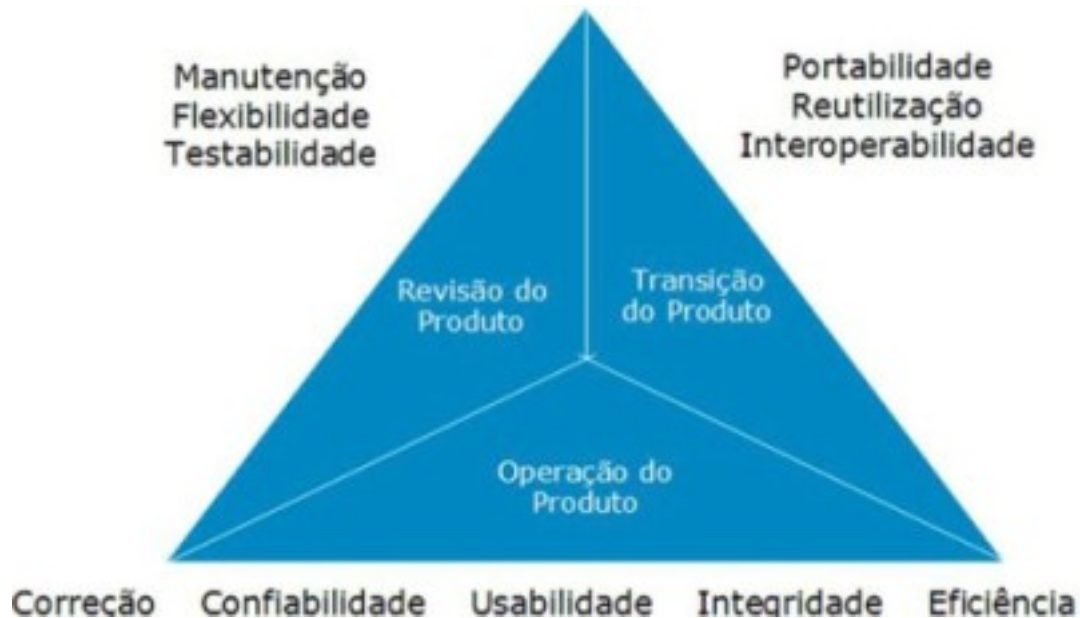 Manutenção
Flexibilidade
Testabilidade
Portabilidade
Reutilização
Interoperabilidade
Revisão do
Produto
Transição
do Produto
Operação do
Produto
Correção Confiabilidade Usabilidade Integridade Eficiência